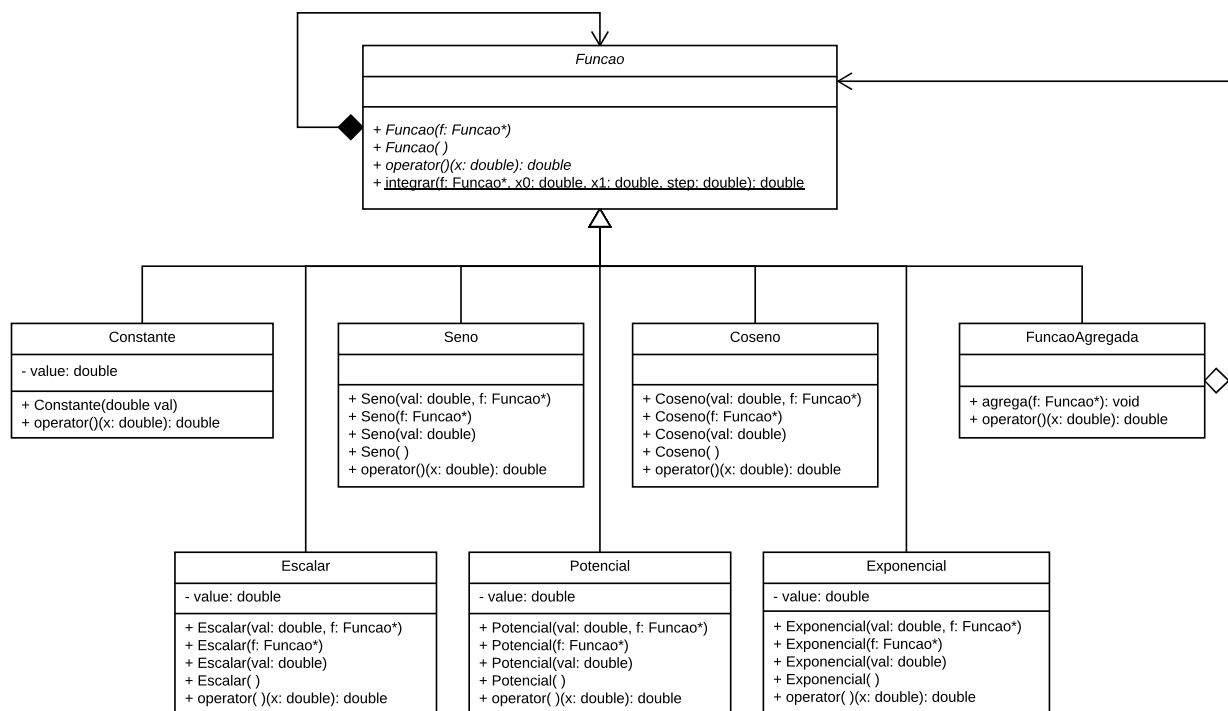 Funcao
+ Funcao(f: Funcao*)
+ Funcao( )
+ operator()(x: double): double
+ integrar(f: Funcao*, x0: double, x1: double, step: double): double
Constante
- value: double
+ Constante(double val)
+ operator()(x: double): double
Seno
+ Seno(val: double, f: Funcao*)
+ Seno(f: Funcao*)
+ Seno(val: double)
+ Seno( )
+ operator()(x: double): double
Coseno
+ Coseno(val: double, f: Funcao*)
+ Coseno(f: Funcao*)
+ Coseno(val: double)
+ Coseno( )
+ operator()(x: double): double
FuncaoAgregada
+ agrega(f: Funcao*): void
+ operator()(x: double): double
Escalar
- value: double
+ Escalar(val: double, f: Funcao*)
+ Escalar(f: Funcao*)
+ Escalar(val: double)
+ Escalar( )
+ operator( )(x: double): double
Potencial
- value: double
+ Potencial(val: double, f: Funcao*)
+ Potencial(f: Funcao*)
+ Potencial(val: double)
+ Potencial( )
+ operator( )(x: double): double
Exponencial
- value: double
+ Exponencial(val: double, f: Funcao*)
+ Exponencial(f: Funcao*)
+ Exponencial(val: double)
+ Exponencial( )
+ operator( )(x: double): double